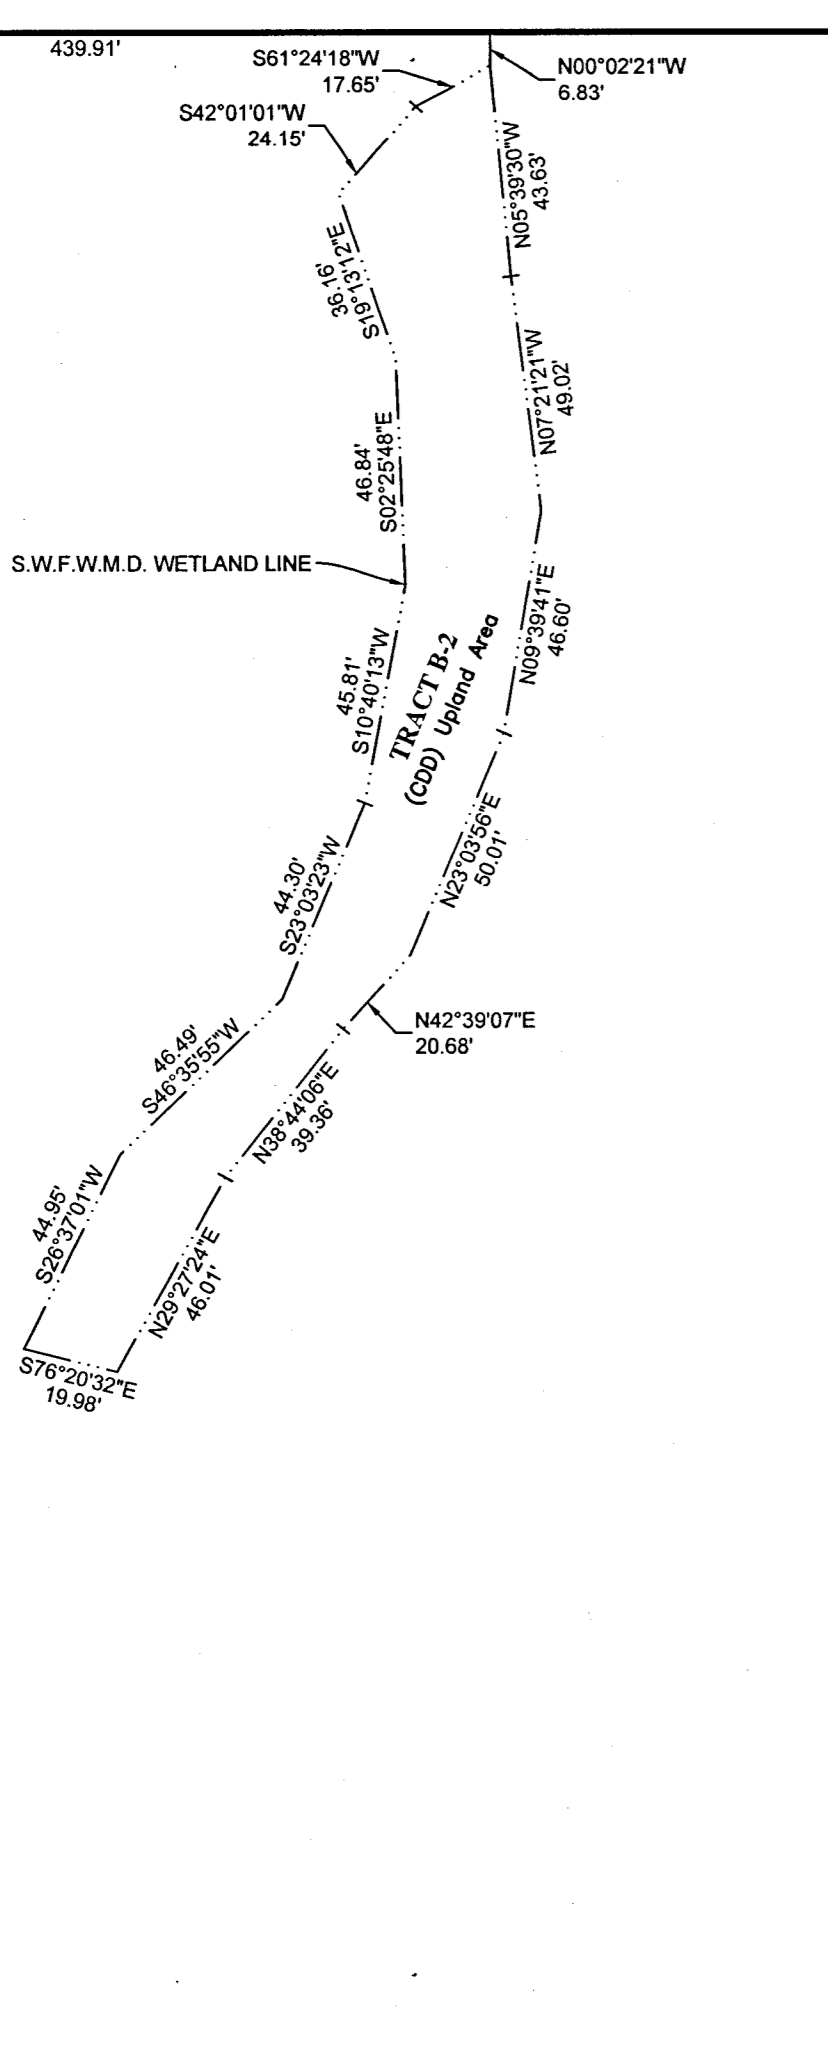 439.91'
S61°24'18"W
17.65'
N00°02'21"W
6.83'
S42°01'01"W
24.15'
N05°39'30"W
43.63'
36.16'
S19°13'12"E
N07°21'21"W
49.02'
46.84'
S02°25'48"E
S.W.F.W.M.D. WETLAND LINE
N09°39'41"E
46.60'
45.81'
S10°40'13"W
TRACT B-2
(CDD) Upland Area
N23°03'56"E
50.01'
44.30'
S23°03'23"W
N42°39'07"E
20.68'
46.49'
S46°35'55"W
N38°44'06"E
39.36'
44.95'
S26°37'01"W
N29°27'24"E
46.01'
S76°20'32"E
19.98'